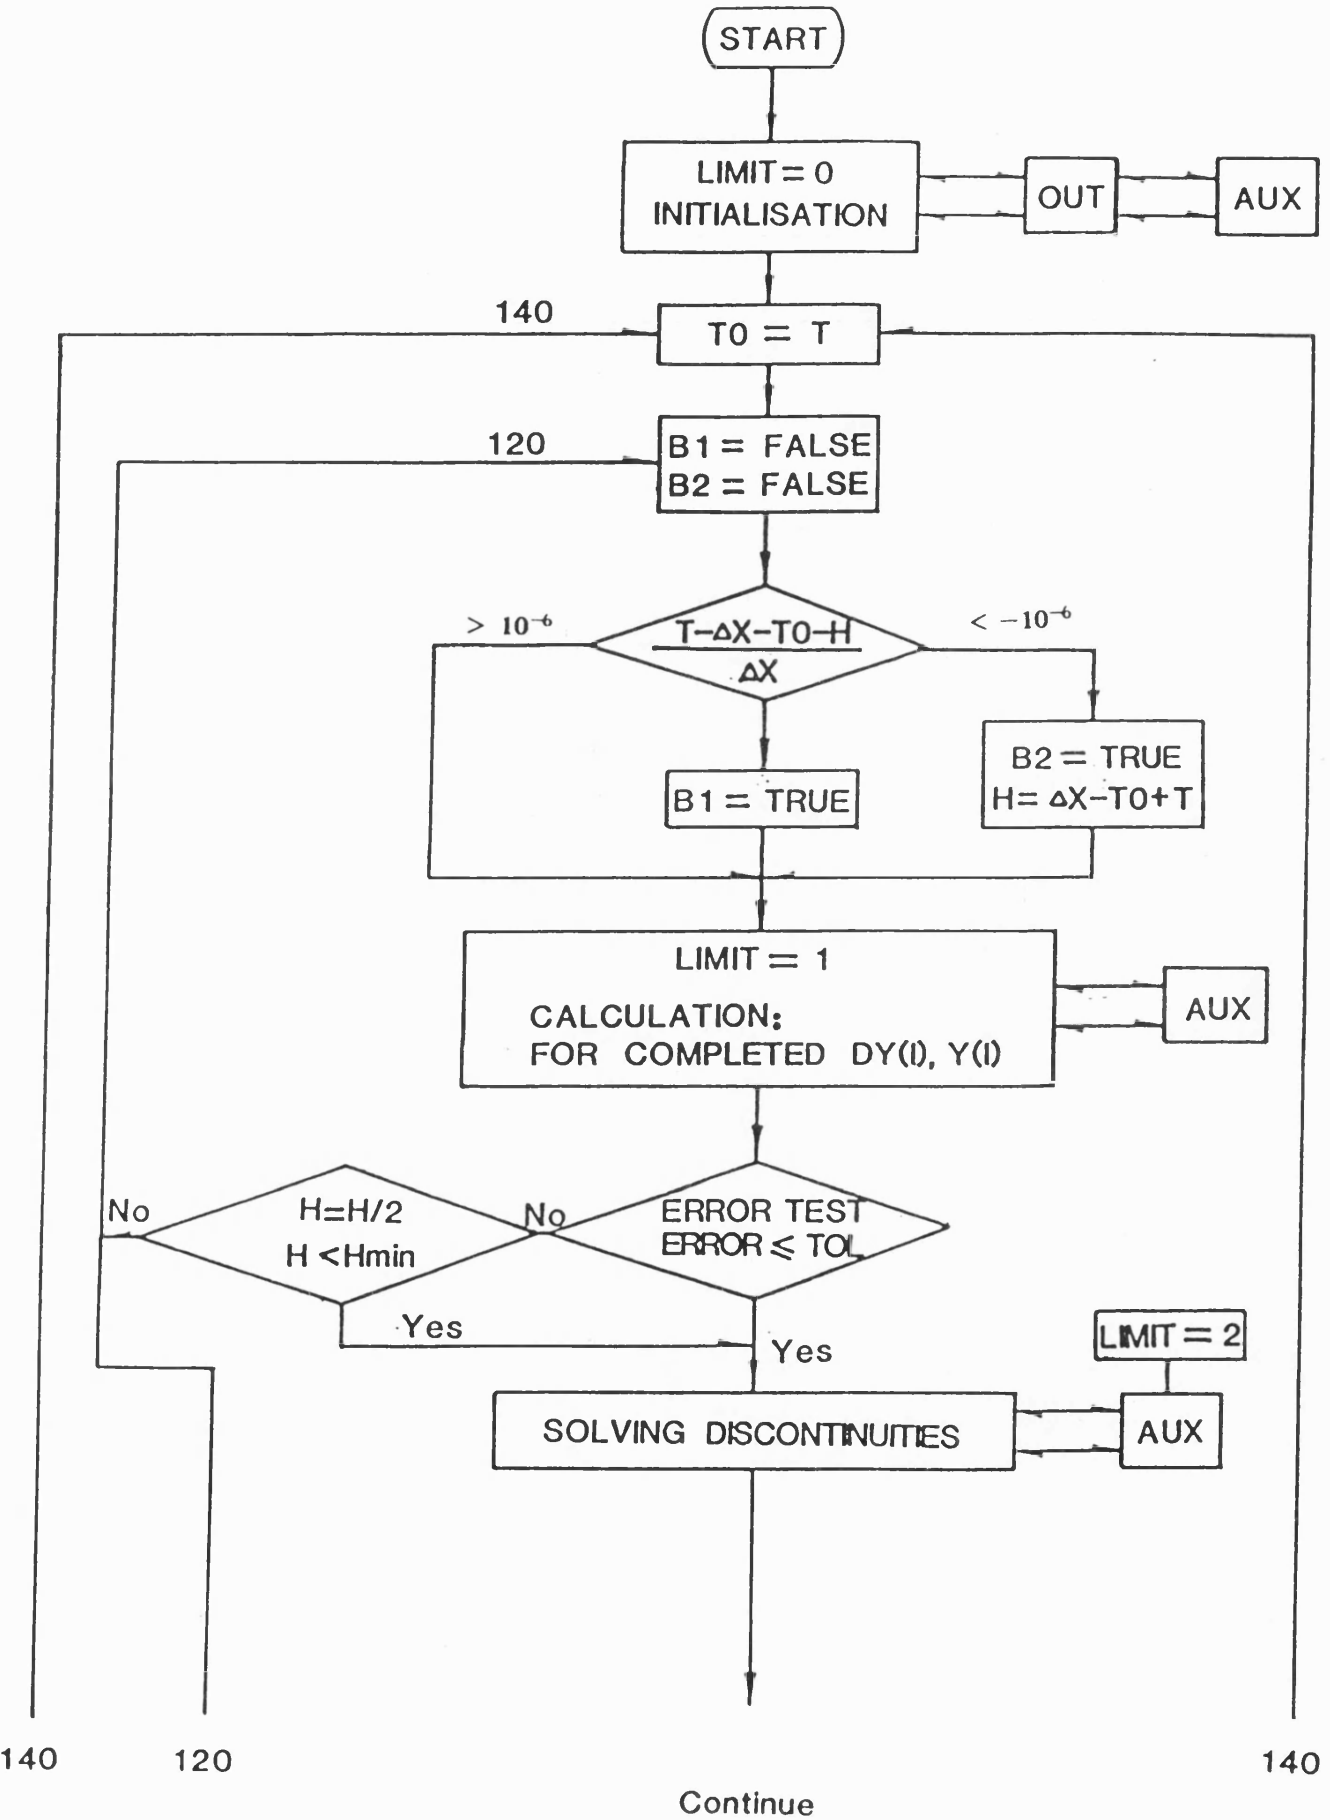 START
LIMIT = 0
INITIALISATION
OUT
AUX
140
T0 = T
120
B1 = FALSE
B2 = FALSE
> 10⁻⁶
T-ΔX-T0-H
ΔX
< -10⁻⁶
B1 = TRUE
B2 = TRUE
H= ΔX-T0+T
LIMIT = 1
CALCULATION:
FOR COMPLETED DY(I), Y(I)
AUX
No
H=H/2
H <Hmin
No
ERROR TEST
ERROR ⩽ TOL
Yes
Yes
LIMIT = 2
SOLVING DISCONTINUITIES
AUX
140
120
140
Continue